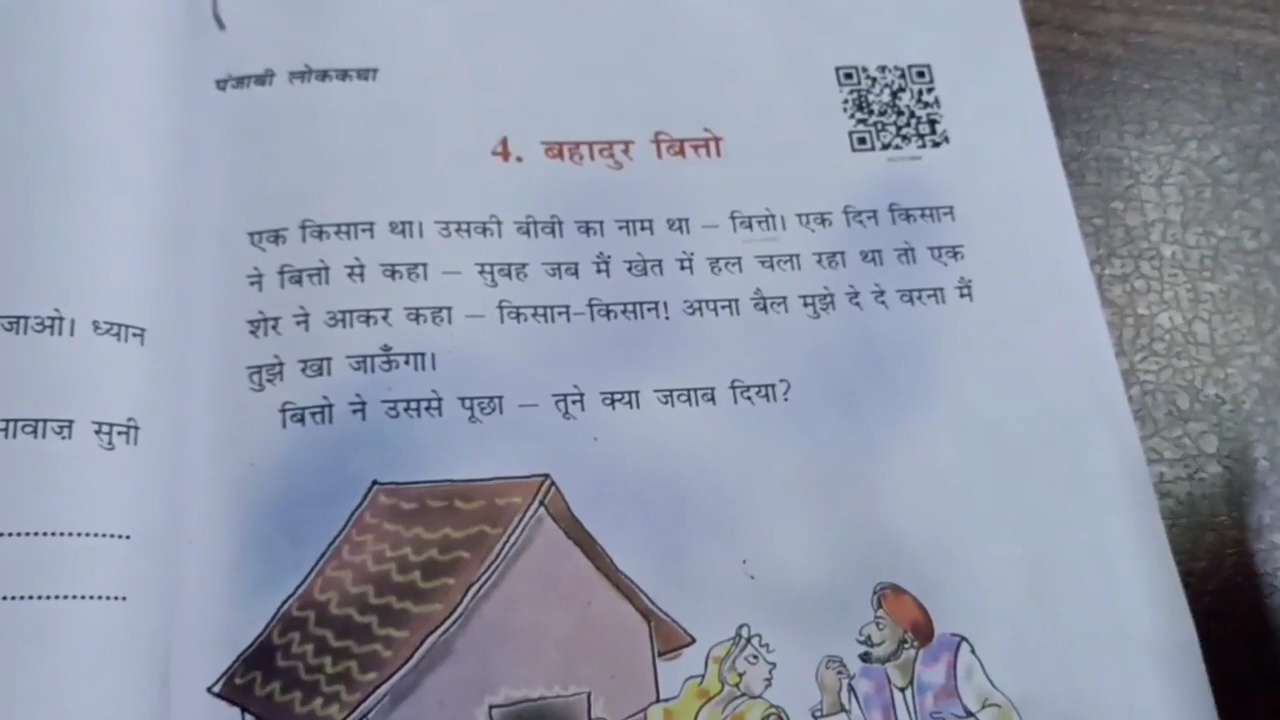 पंजाबी लोककथा
4. बहादुर बित्तो
एक किसान था। उसकी बीवी का नाम था – बित्तो। एक दिन किसान
ने बित्तो से कहा – सुबह जब मैं खेत में हल चला रहा था तो एक
शेर ने आकर कहा – किसान-किसान! अपना बैल मुझे दे दे वरना मैं
तुझे खा जाऊँगा।
बित्तो ने उससे पूछा – तूने क्या जवाब दिया?
जाओ। ध्यान
सुनी